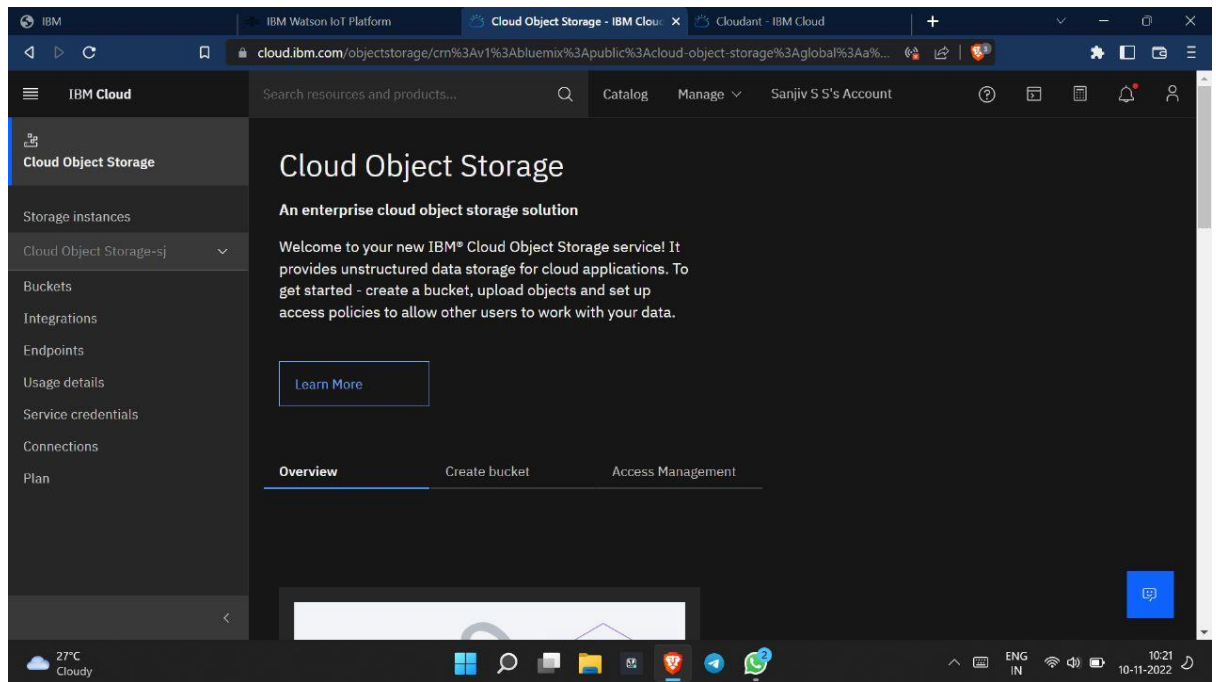 IBM
IBM Watson IoT Platform
Cloud Object Storage - IBM Clouc
Cloudant - IBM Cloud
cloud.ibm.com/objectstorage/crn%3Av1%3Abluemix%3Apublic%3Acloud-object-storage%3Aglobal%3Aa%...
1
IBM Cloud
Search resources and products...
Catalog
Manage
Sanjiv S S's Account
Cloud Object Storage
Storage instances
Cloud Object Storage-sj
Buckets
Integrations
Endpoints
Usage details
Service credentials
Connections
Plan
Cloud Object Storage
An enterprise cloud object storage solution
Welcome to your new IBM® Cloud Object Storage service! It
provides unstructured data storage for cloud applications. To
get started - create a bucket, upload objects and set up
access policies to allow other users to work with your data.
Learn More
Overview
Create bucket
Access Management
27°C
Cloudy
2
ENG
IN
10:21
10-11-2022